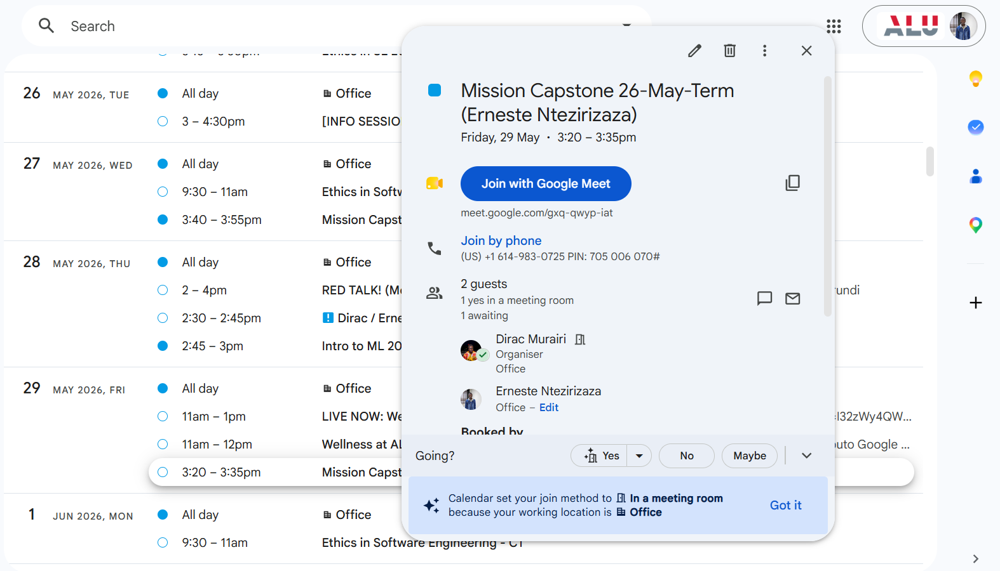 Search
ALU
26 MAY 2026, TUE
All day Office
3 – 4:30pm [INFO SESSIO
27 MAY 2026, WED
All day Office
9:30 – 11am Ethics in Softw
3:40 – 3:55pm Mission Capst
28 MAY 2026, THU
All day Office
2 – 4pm RED TALK! (Mo urundi
2:30 – 2:45pm Dirac / Erne
2:45 – 3pm Intro to ML 20
29 MAY 2026, FRI
All day Office
11am – 1pm LIVE NOW: We =I32zWy4QW...
11am – 12pm Wellness at AL outo Google ...
3:20 – 3:35pm Mission Capst
1 JUN 2026, MON
All day Office
9:30 – 11am Ethics in Software Engineering - C1
Mission Capstone 26-May-Term
(Erneste Ntezirizaza)
Friday, 29 May · 3:20 – 3:35pm
Join with Google Meet
meet.google.com/gxq-qwyp-iat
Join by phone
(US) +1 614-983-0725 PIN: 705 006 070#
2 guests
1 yes in a meeting room
1 awaiting
Dirac Murairi
Organiser
Office
Erneste Ntezirizaza
Office – Edit
Booked by
Going? Yes No Maybe
Calendar set your join method to In a meeting room
because your working location is Office
Got it